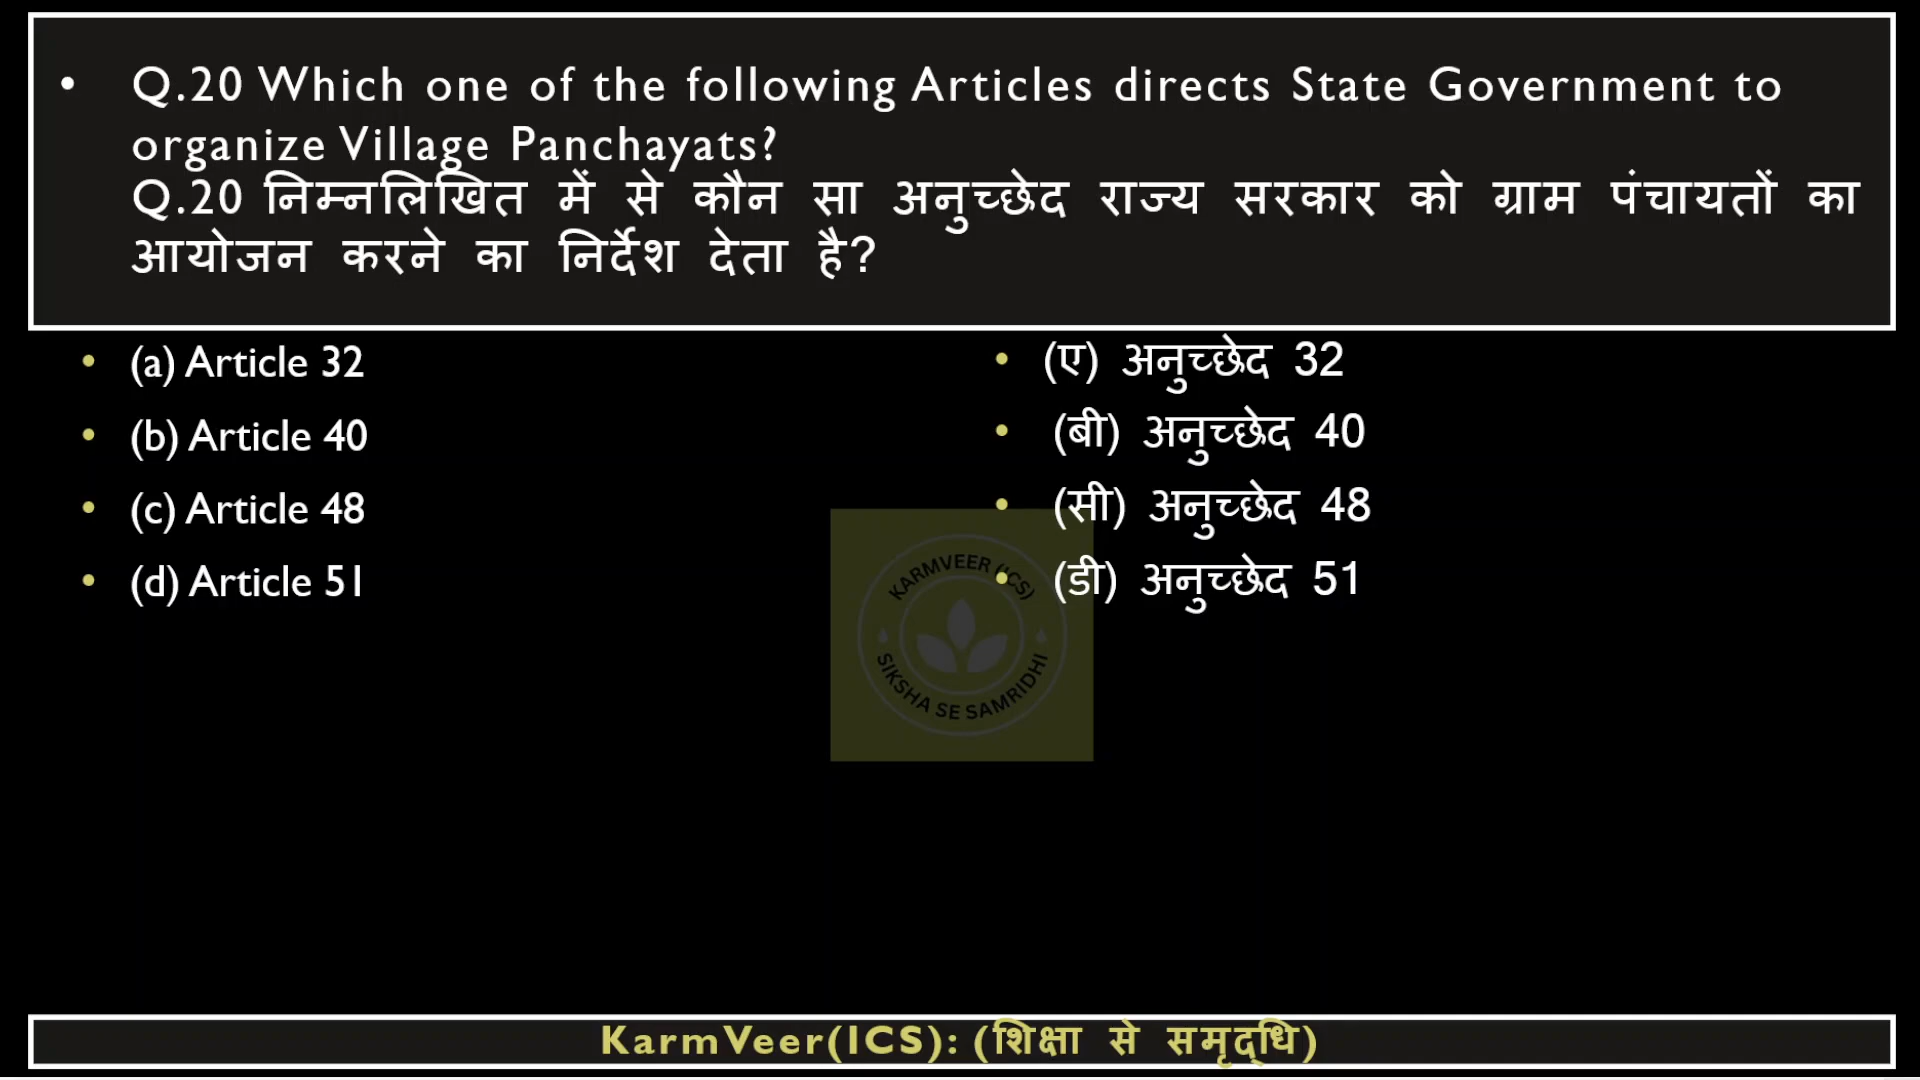 • Q.20 Which one of the following Articles directs State Government to
organize Village Panchayats?
Q.20 निम्नलिखित में से कौन सा अनुच्छेद राज्य सरकार को ग्राम पंचायतों का
आयोजन करने का निर्देश देता है?
• (a) Article 32
• (b) Article 40
• (c) Article 48
• (d) Article 51
• (ए) अनुच्छेद 32
• (बी) अनुच्छेद 40
• (सी) अनुच्छेद 48
• (डी) अनुच्छेद 51
KARMVEER (ICS)
SIKSHA SE SAMRIDHI
KarmVeer(ICS): (शिक्षा से समृद्धि)